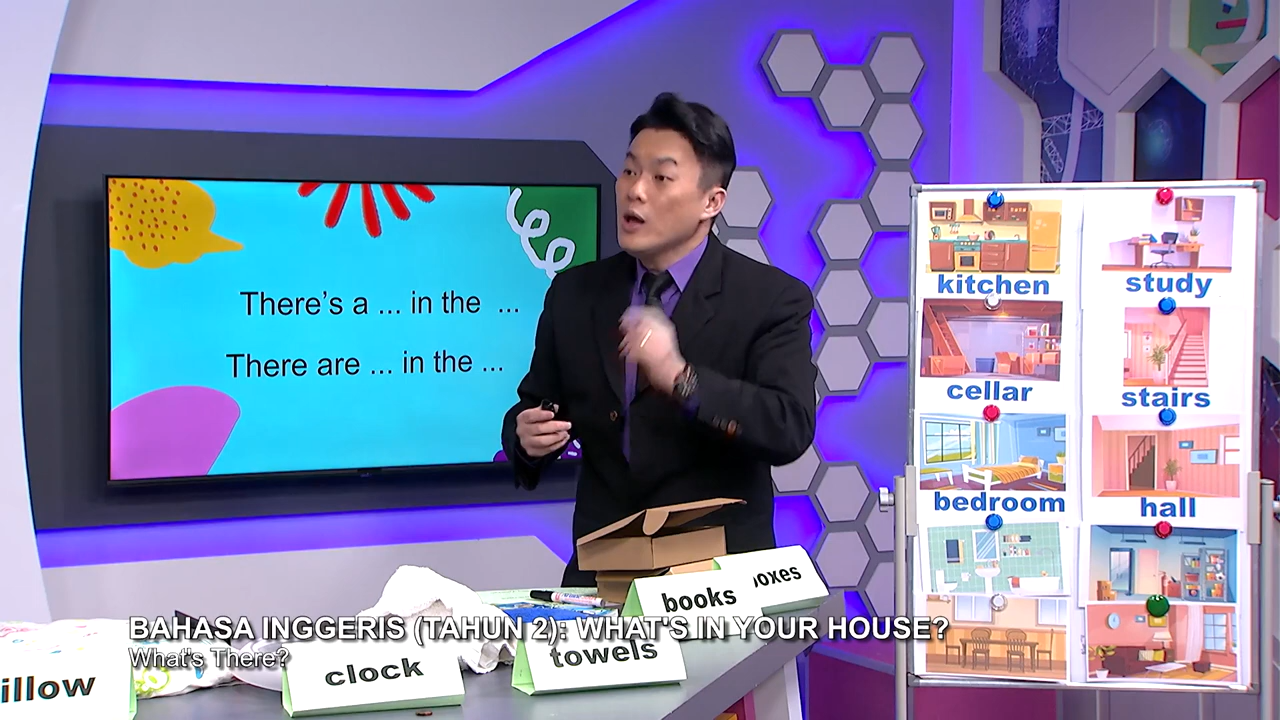 There's a ... in the ...
There are ... in the ...
kitchen
study
cellar
stairs
bedroom
hall
boxes
books
BAHASA INGGERIS (TAHUN 2): WHAT'S IN YOUR HOUSE?
What's There?
towels
clock
illow